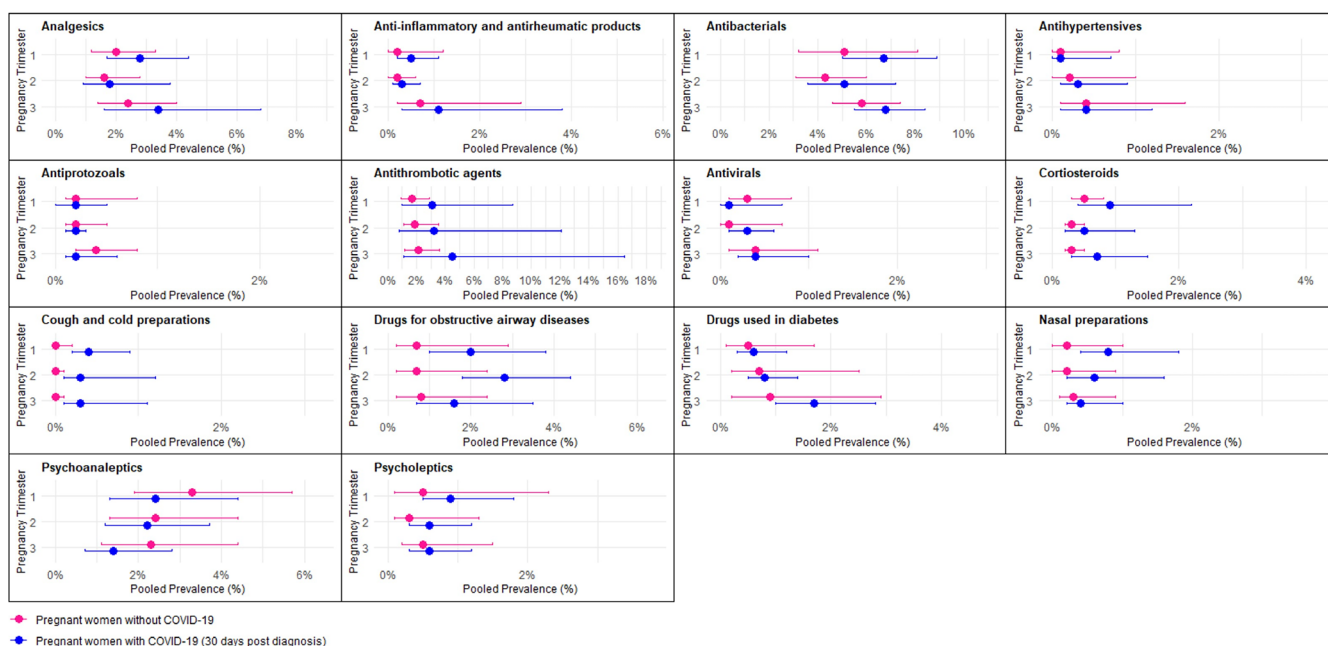 Analgesics
Pregnancy Trimester
1
2
3
0% 2% 4% 6% 8%
Pooled Prevalence (%)
Anti-inflammatory and antirheumatic products
Pregnancy Trimester
1
2
3
0% 2% 4% 6%
Pooled Prevalence (%)
Antibacterials
Pregnancy Trimester
1
2
3
0% 2% 4% 6% 8% 10%
Pooled Prevalence (%)
Antihypertensives
Pregnancy Trimester
1
2
3
0% 2%
Pooled Prevalence (%)
Antiprotozoals
Pregnancy Trimester
1
2
3
0% 2%
Pooled Prevalence (%)
Antithrombotic agents
Pregnancy Trimester
1
2
3
0% 2% 4% 6% 8% 10% 12% 14% 16% 18%
Pooled Prevalence (%)
Antivirals
Pregnancy Trimester
1
2
3
0% 2%
Pooled Prevalence (%)
Cortiosteroids
Pregnancy Trimester
1
2
3
0% 2% 4%
Pooled Prevalence (%)
Cough and cold preparations
Pregnancy Trimester
1
2
3
0% 2%
Pooled Prevalence (%)
Drugs for obstructive airway diseases
Pregnancy Trimester
1
2
3
0% 2% 4% 6%
Pooled Prevalence (%)
Drugs used in diabetes
Pregnancy Trimester
1
2
3
0% 2% 4%
Pooled Prevalence (%)
Nasal preparations
Pregnancy Trimester
1
2
3
0% 2%
Pooled Prevalence (%)
Psychoanaleptics
Pregnancy Trimester
1
2
3
0% 2% 4% 6%
Pooled Prevalence (%)
Psycholeptics
Pregnancy Trimester
1
2
3
0% 2%
Pooled Prevalence (%)
Pregnant women without COVID-19
Pregnant women with COVID-19 (30 days post diagnosis)